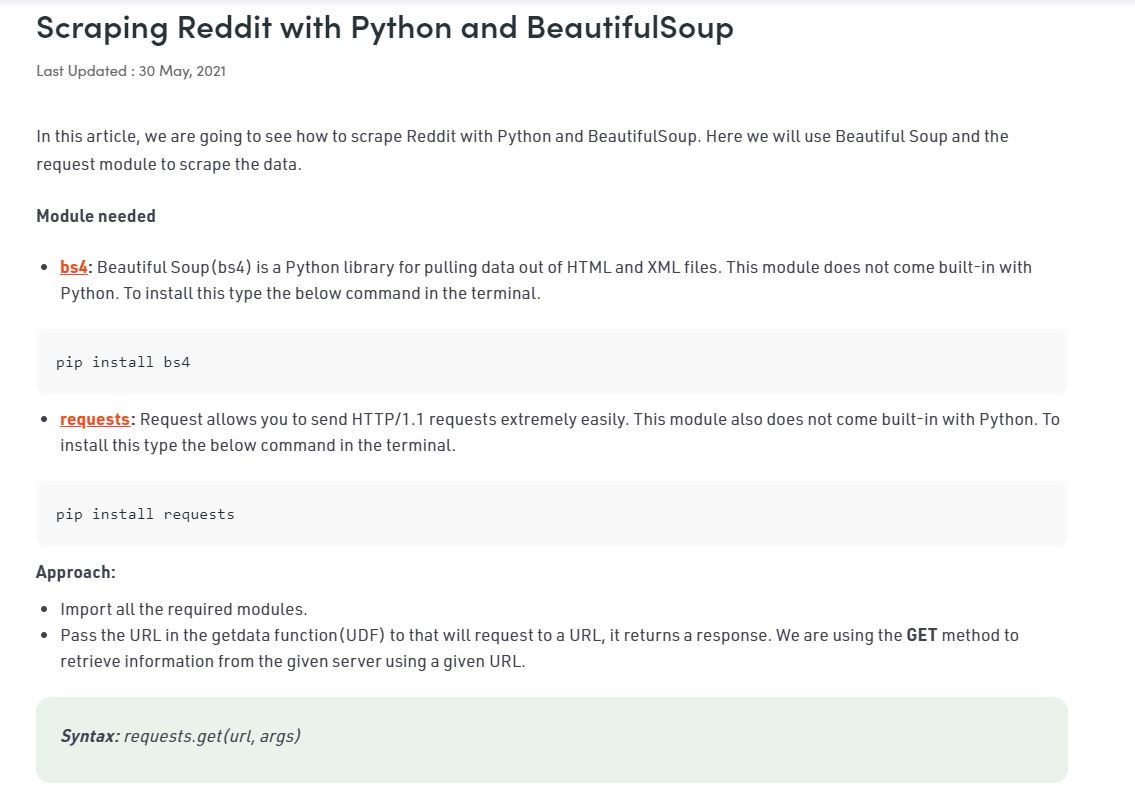 Scraping Reddit with Python and BeautifulSoup
Last Updated : 30 May, 2021
In this article, we are going to see how to scrape Reddit with Python and BeautifulSoup. Here we will use Beautiful Soup and the
request module to scrape the data.
Module needed
• bs4: Beautiful Soup(bs4) is a Python library for pulling data out of HTML and XML files. This module does not come built-in with
Python. To install this type the below command in the terminal.
pip install bs4
• requests: Request allows you to send HTTP/1.1 requests extremely easily. This module also does not come built-in with Python. To
install this type the below command in the terminal.
pip install requests
Approach:
• Import all the required modules.
• Pass the URL in the getdata function(UDF) to that will request to a URL, it returns a response. We are using the GET method to
retrieve information from the given server using a given URL.
Syntax: requests.get(url, args)